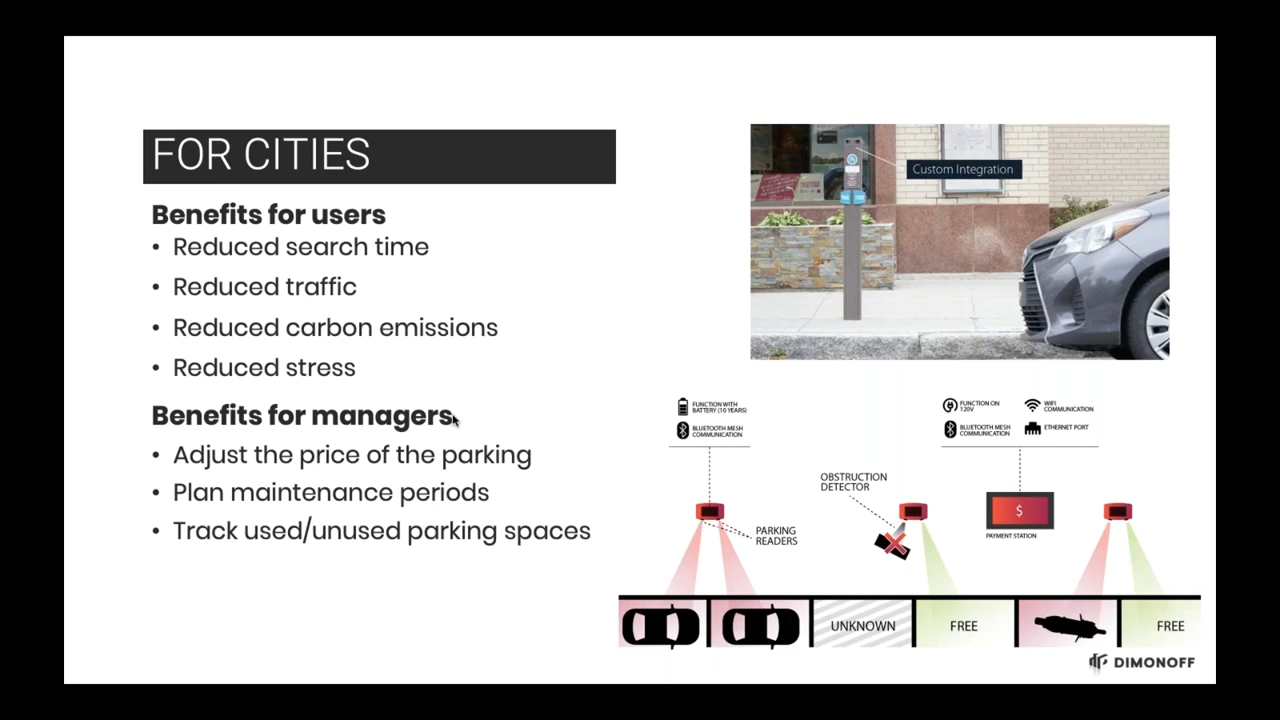 FOR CITIES
Benefits for users
• Reduced search time
• Reduced traffic
• Reduced carbon emissions
• Reduced stress
Benefits for managers
• Adjust the price of the parking
• Plan maintenance periods
• Track used/unused parking spaces
Custom Integration
FUNCTION WITH
BATTERY (10 YEARS)
BLUETOOTH MESH
COMMUNICATION
FUNCTION ON
120V
WIFI
COMMUNICATION
BLUETOOTH MESH
COMMUNICATION
ETHERNET PORT
OBSTRUCTION
DETECTOR
PARKING
READERS
$
PAYMENT STATION
UNKNOWN
FREE
FREE
DIMONOFF